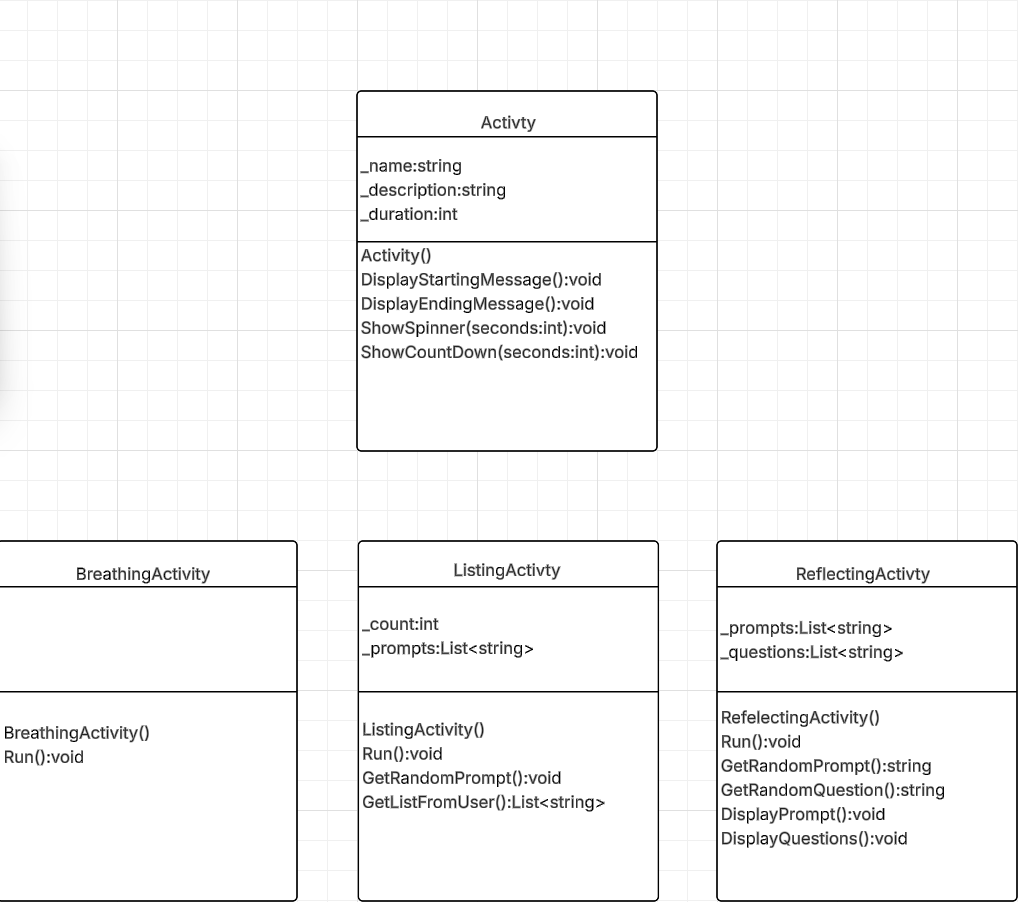 Activty
_name:string
_description:string
_duration:int
Activity()
DisplayStartingMessage():void
DisplayEndingMessage():void
ShowSpinner(seconds:int):void
ShowCountDown(seconds:int):void
BreathingActivity
BreathingActivity()
Run():void
ListingActivty
_count:int
_prompts:List<string>
ListingActivity()
Run():void
GetRandomPrompt():void
GetListFromUser():List<string>
ReflectingActivty
_prompts:List<string>
_questions:List<string>
RefelectingActivity()
Run():void
GetRandomPrompt():string
GetRandomQuestion():string
DisplayPrompt():void
DisplayQuestions():void